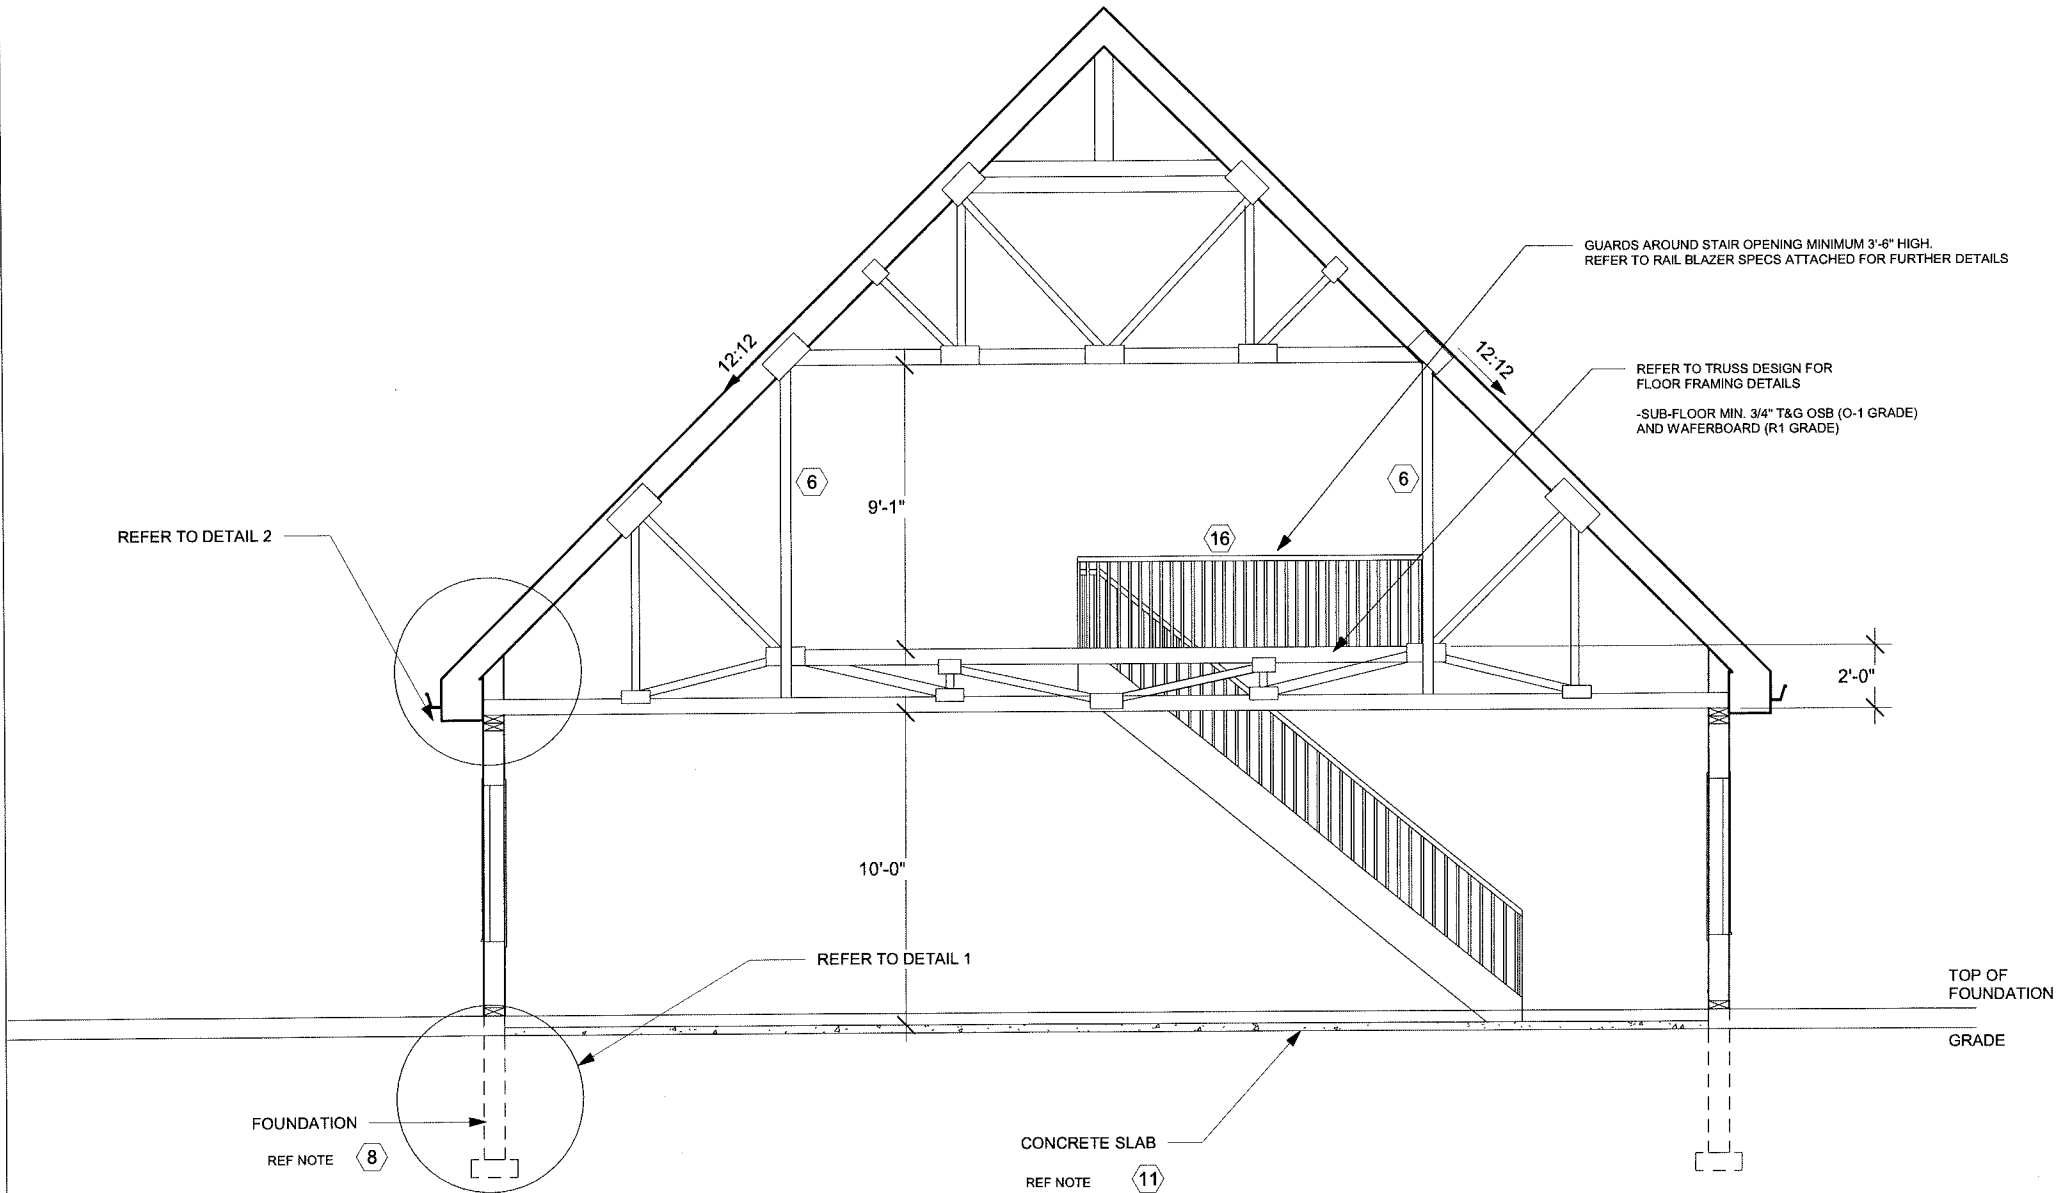 GUARDS AROUND STAIR OPENING MINIMUM 3'-6" HIGH.
REFER TO RAIL BLAZER SPECS ATTACHED FOR FURTHER DETAILS
12:12
12:12
REFER TO TRUSS DESIGN FOR
FLOOR FRAMING DETAILS
-SUB-FLOOR MIN. 3/4" T&G OSB (O-1 GRADE)
AND WAFERBOARD (R1 GRADE)
6
6
9'-1"
REFER TO DETAIL 2
16
2'-0"
10'-0"
REFER TO DETAIL 1
TOP OF
FOUNDATION
GRADE
FOUNDATION
REF NOTE 8
CONCRETE SLAB
REF NOTE 11